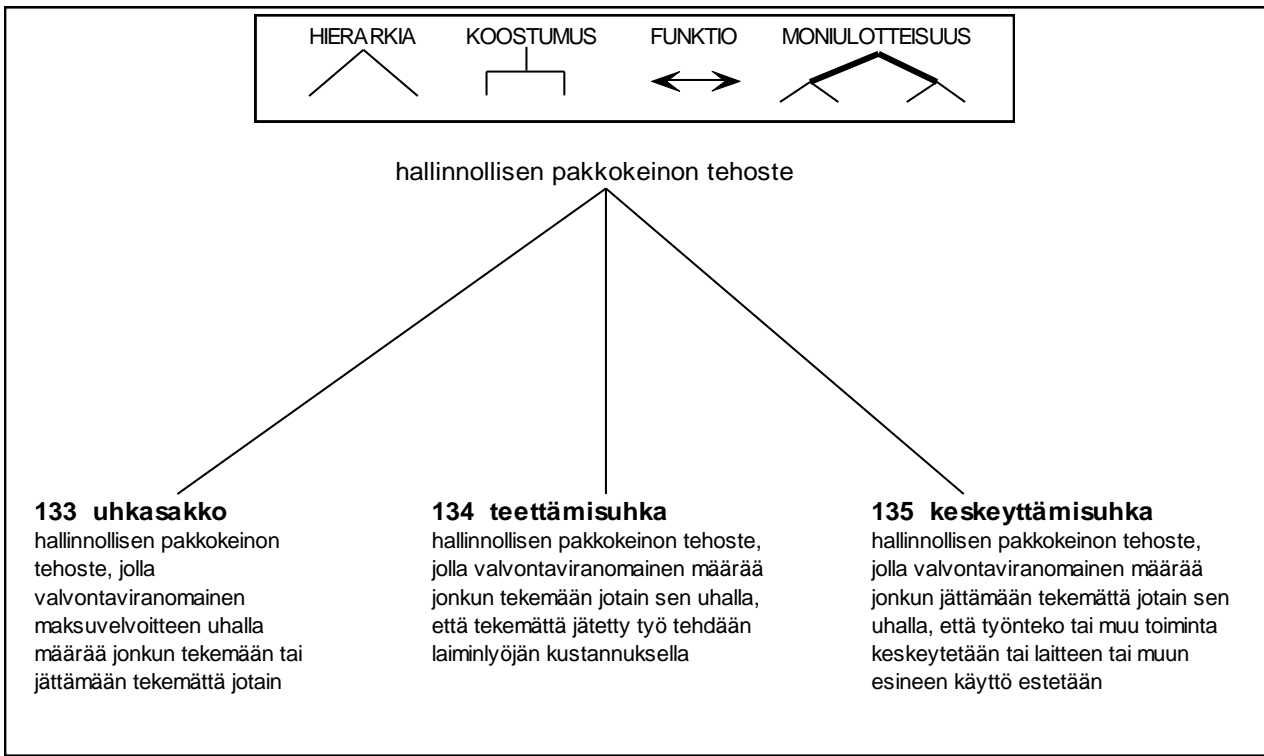 HIERARKIA KOOSTUMUS FUNKTIO MONIULOTTEISUUS
hallinnollisen pakkokeinon tehoste
133 uhkasakko
hallinnollisen pakkokeinon
tehoste, jolla
valvontaviranomainen
maksuvelvoitteen uhalla
määrää jonkun tekemään tai
jättämään tekemättä jotain
134 teettämisuhka
hallinnollisen pakkokeinon tehoste,
jolla valvontaviranomainen määrää
jonkun tekemään jotain sen uhalla,
että tekemättä jätetty työ tehdään
laiminlyöjän kustannuksella
135 keskeyttämisuhka
hallinnollisen pakkokeinon tehoste,
jolla valvontaviranomainen määrää
jonkun jättämään tekemättä jotain sen
uhalla, että työnteko tai muu toiminta
keskeytetään tai laitteen tai muun
esineen käyttö estetään